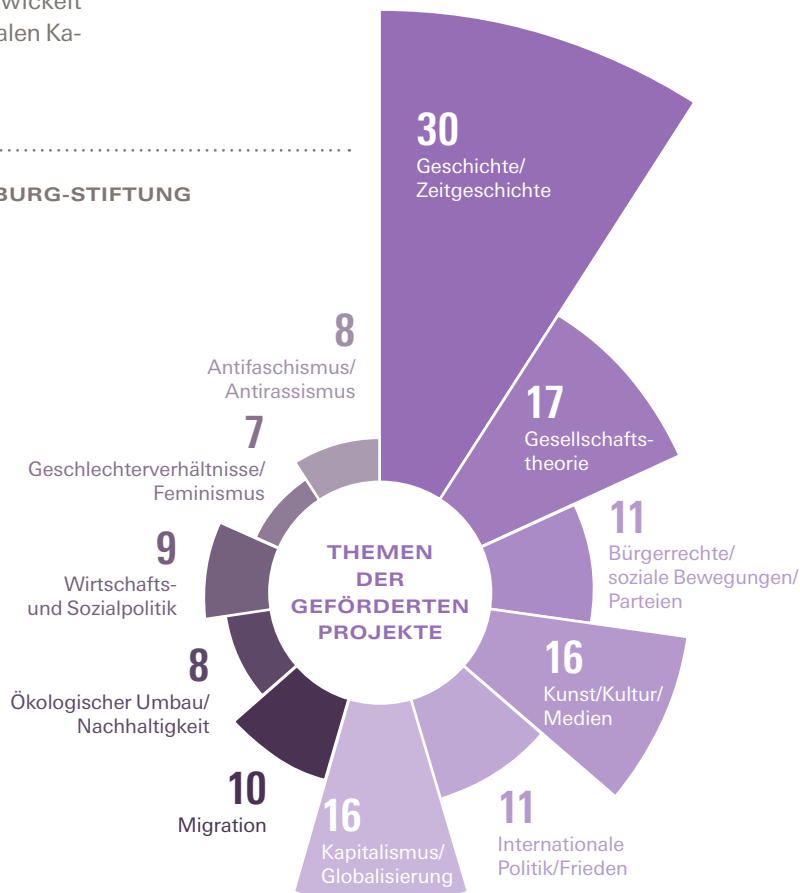 wickelt
alen Ka-
BURG-STIFTUNG
30
Geschichte/
Zeitgeschichte
17
Gesellschafts-
theorie
11
Bürgerrechte/
soziale Bewegungen/
Parteien
16
Kunst/Kultur/
Medien
11
Internationale
Politik/Frieden
16
Kapitalismus/
Globalisierung
10
Migration
8
Ökologischer Umbau/
Nachhaltigkeit
9
Wirtschafts-
und Sozialpolitik
7
Geschlechterverhältnisse/
Feminismus
8
Antifaschismus/
Antirassismus
THEMEN
DER
GEFÖRDERTEN
PROJEKTE